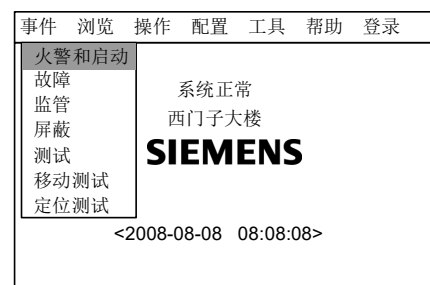 事件 浏览 操作 配置 工具 帮助 登录
火警和启动
故障
监管
屏蔽
测试
移动测试
定位测试
系统正常
西门子大楼
SIEMENS
<2008-08-08 08:08:08>